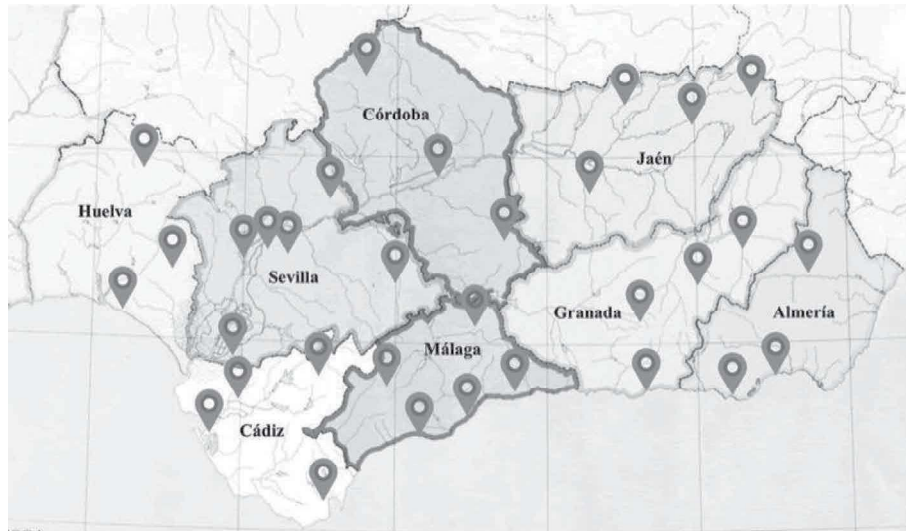 Córdoba
Jaén
Huelva
Sevilla
Granada
Almería
Málaga
Cádiz